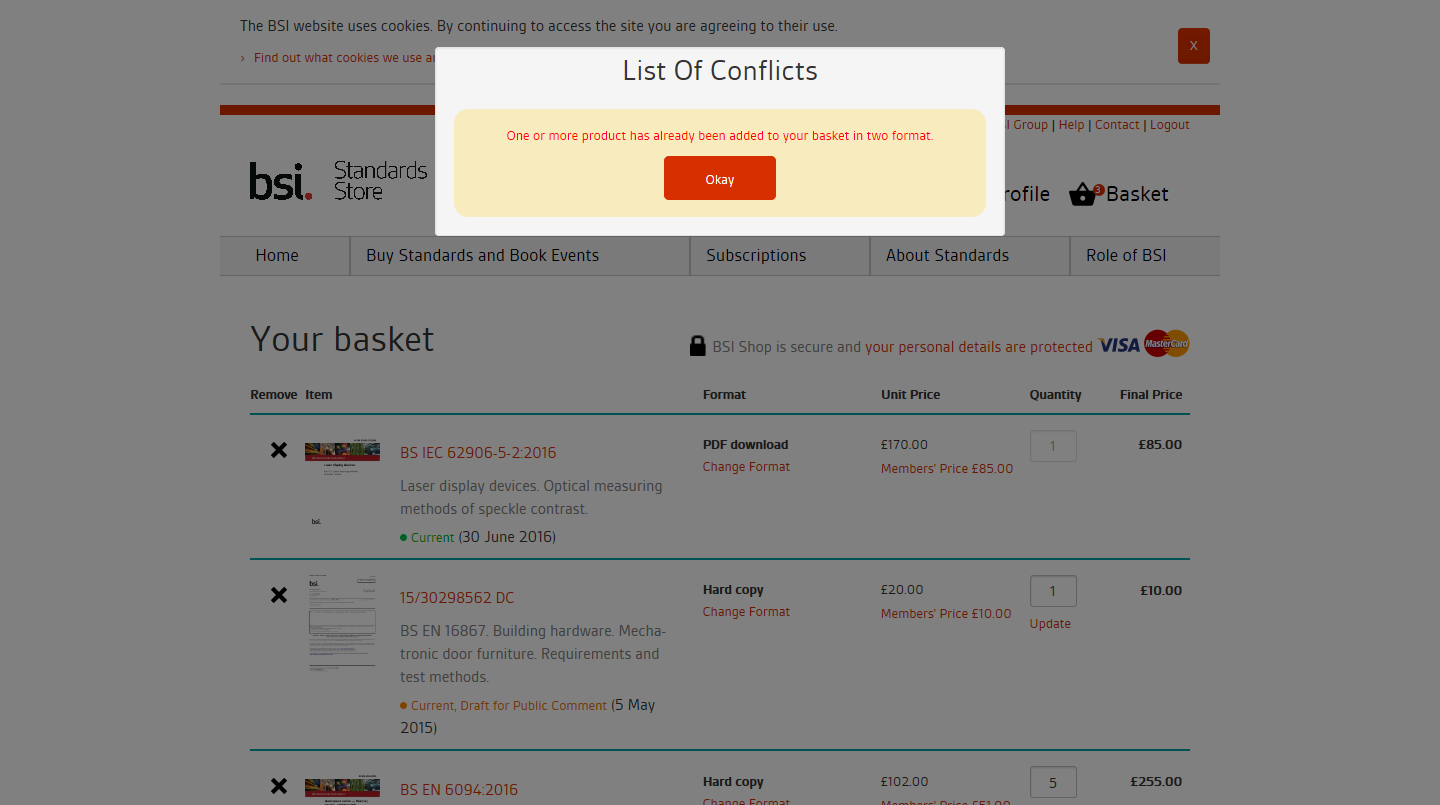 The BSI website uses cookies. By continuing to access the site you are agreeing to their use.
› Find out what cookies we use
X
List Of Conflicts
One or more product has already been added to your basket in two format.
Okay
Group | Help | Contact | Logout
bsi. Standards
Store
3 Basket
Home
Buy Standards and Book Events
Subscriptions
About Standards
Role of BSI
Your basket
BSI Shop is secure and your personal details are protected VISA MasterCard
Remove Item Format Unit Price Quantity Final Price
BS IEC 62906-5-2:2016
Laser display devices. Optical measuring
methods of speckle contrast.
Current (30 June 2016)
PDF download
Change Format
£170.00
Members' Price £85.00
1
£85.00
bsi.
15/30298562 DC
BS EN 16867. Building hardware. Mecha-
tronic door furniture. Requirements and
test methods.
Current, Draft for Public Comment (5 May
2015)
Hard copy
Change Format
£20.00
Members' Price £10.00
1
Update
£10.00
bsi.
BS EN 6094:2016
Hard copy
Change Format
£102.00
Members' Price £51.00
5
£255.00